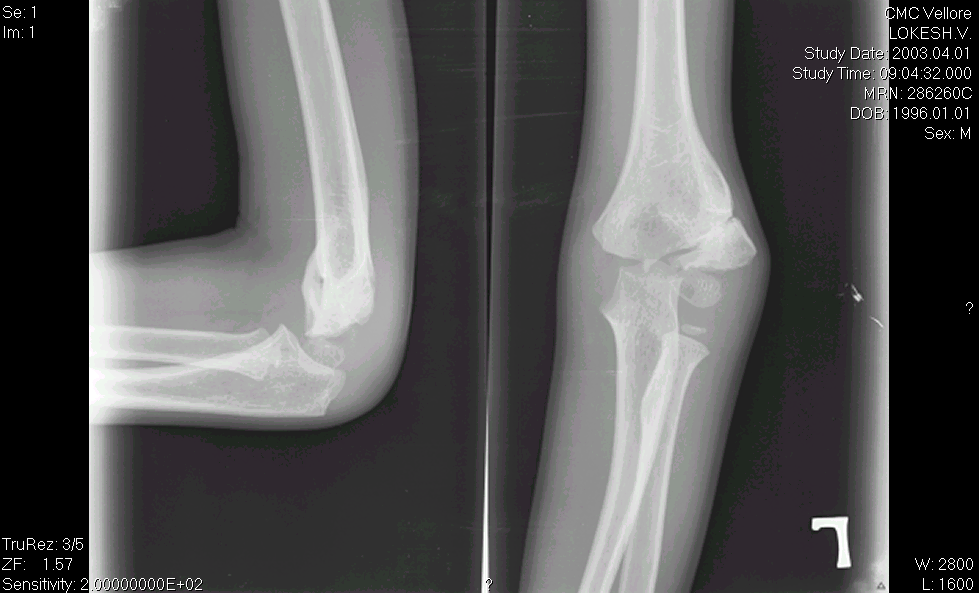 Se: 1
Im: 1
CMC Vellore
LOKESH.V.
Study Date: 2003.04.01
Study Time: 09:04:32.000
MRN: 286260C
DOB: 1996.01.01
Sex: M
?
TruRez: 3/5
ZF: 1.57
Sensitivity: 2.00000000E+02
?
W: 2800
L: 1600